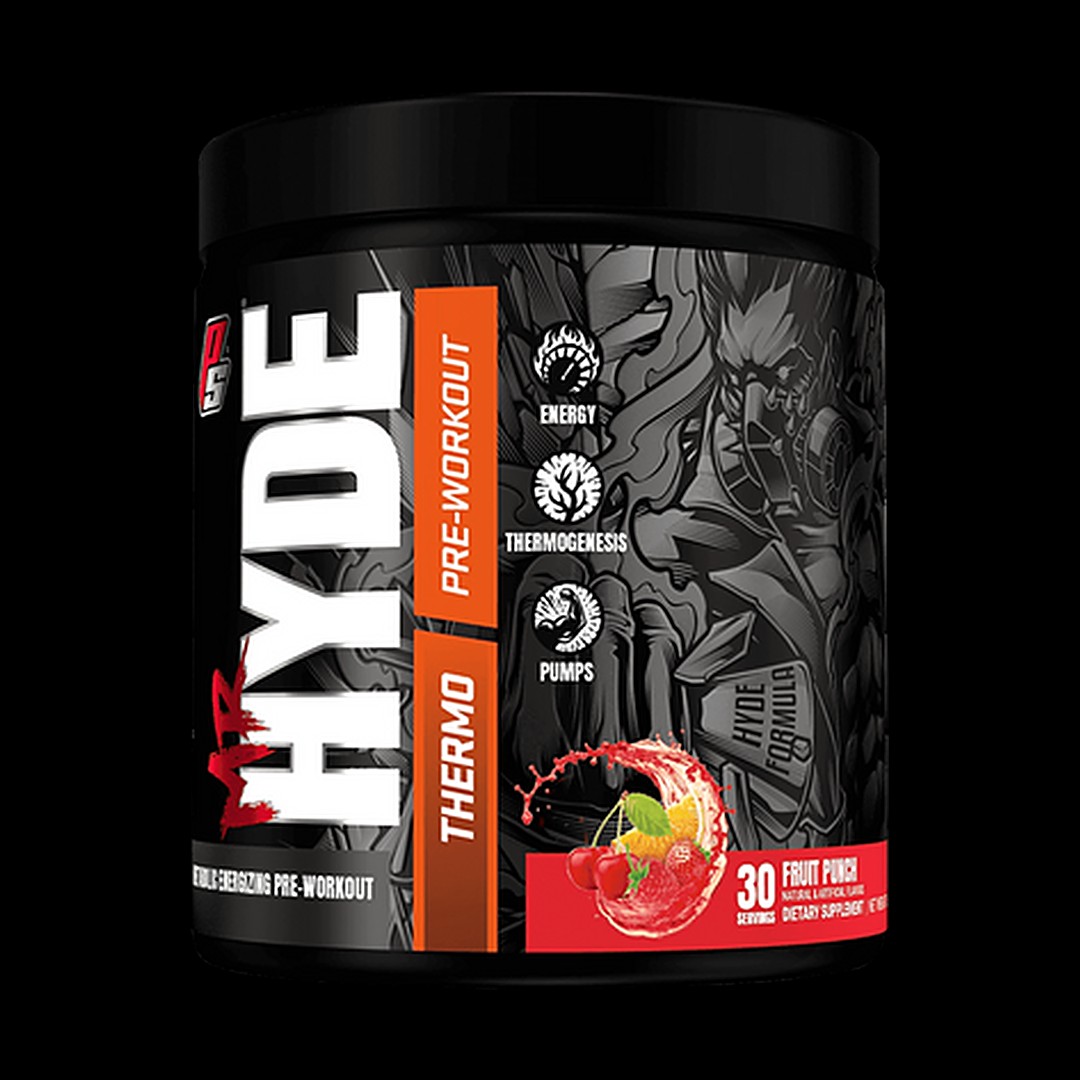 PS
MR
HYDE
THERMO PRE-WORKOUT
ENERGY
THERMOGENESIS
PUMPS
HYDE
FORMULA
ENERGIZING PRE-WORKOUT
30
SERVINGS
FRUIT PUNCH
NATURAL & ARTIFICIAL FLAVORS
DIETARY SUPPLEMENT